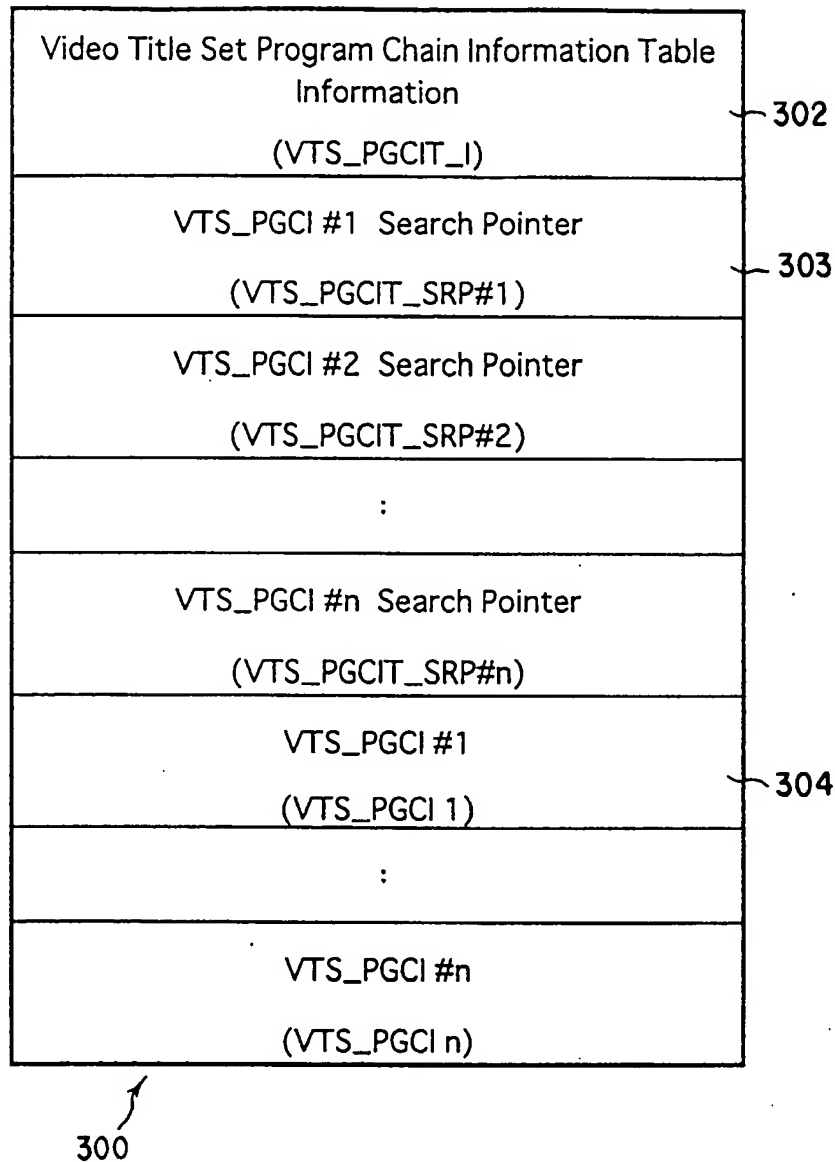 Video Title Set Program Chain Information Table
Information
(VTS_PGCIT_I)
302
VTS_PGCI #1 Search Pointer
(VTS_PGCIT_SRP#1)
303
VTS_PGCI #2 Search Pointer
(VTS_PGCIT_SRP#2)
:
VTS_PGCI #n Search Pointer
(VTS_PGCIT_SRP#n)
VTS_PGCI #1
(VTS_PGCI 1)
304
:
VTS_PGCI #n
(VTS_PGCI n)
300